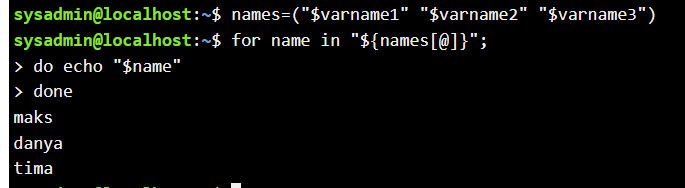 sysadmin@localhost:~$ names=("$varname1" "$varname2" "$varname3")
sysadmin@localhost:~$ for name in "${names[@]}";
> do echo "$name"
> done
maks
danya
tima